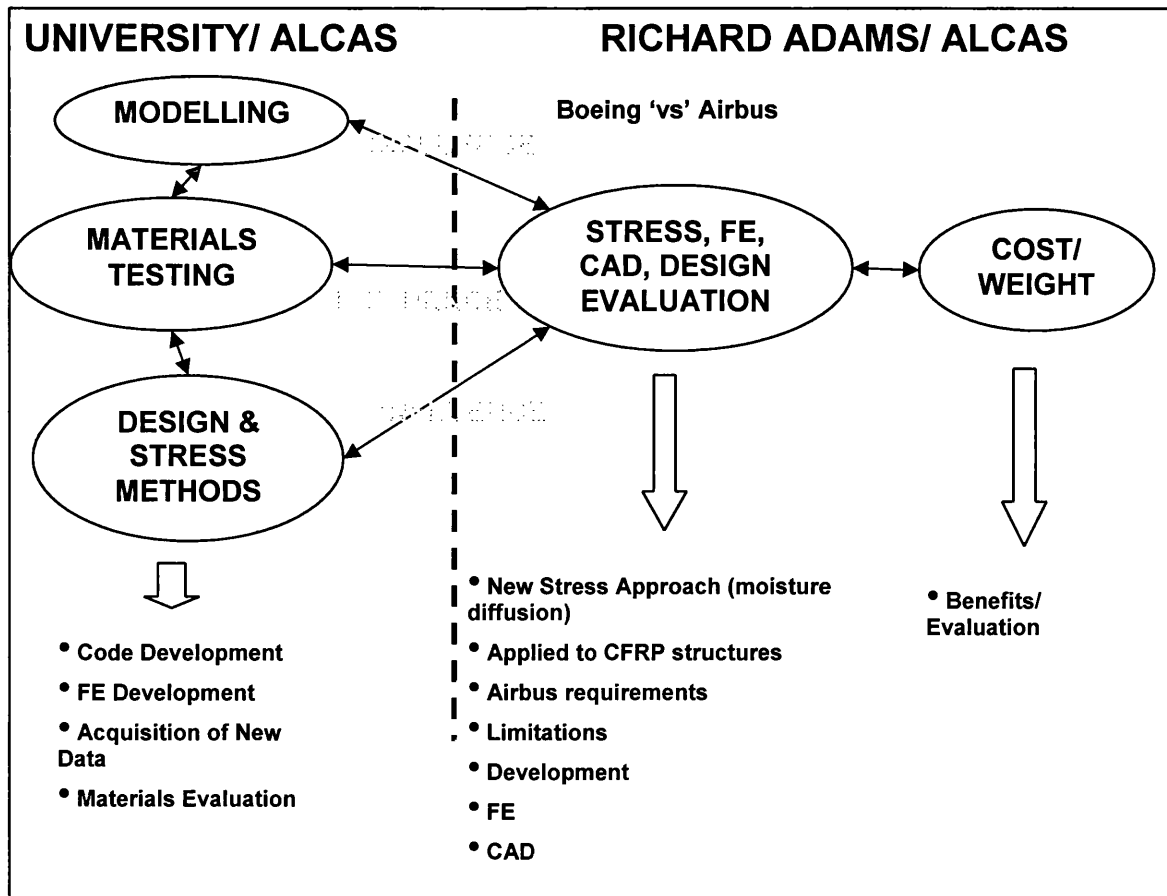 UNIVERSITY/ ALCAS
RICHARD ADAMS/ ALCAS
MODELLING
Boeing ‘vs’ Airbus
MATERIALS
TESTING
STRESS, FE,
CAD, DESIGN
EVALUATION
COST/
WEIGHT
DESIGN &
STRESS
METHODS
• Code Development
• FE Development
• Acquisition of New
Data
• Materials Evaluation
• New Stress Approach (moisture
diffusion)
• Applied to CFRP structures
• Airbus requirements
• Limitations
• Development
• FE
• CAD
• Benefits/
Evaluation